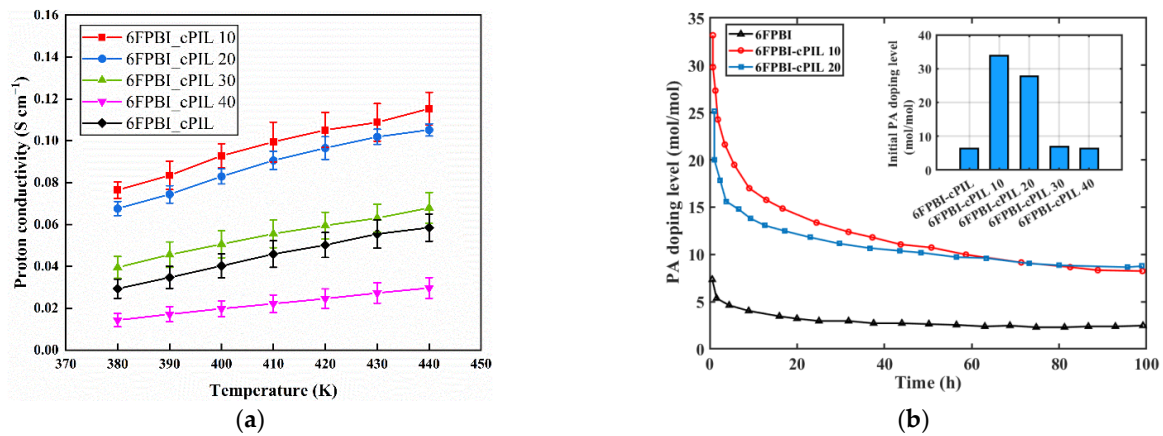 0.16
0.14
0.12
0.10
0.08
0.06
0.04
0.02
0.00
Proton conductivity (S cm⁻¹)
6FPBI_cPIL 10
6FPBI_cPIL 20
6FPBI_cPIL 30
6FPBI_cPIL 40
6FPBI_cPIL
370 380 390 400 410 420 430 440 450
Temperature (K)
(a)
35
30
25
20
15
10
5
0
PA doping level (mol/mol)
6FPBI
6FPBI-cPIL 10
6FPBI-cPIL 20
40
30
20
10
0
Initial PA doping level
(mol/mol)
6FPBI-cPIL
6FPBI-cPIL 10
6FPBI-cPIL 20
6FPBI-cPIL 30
6FPBI-cPIL 40
0 20 40 60 80 100
Time (h)
(b)